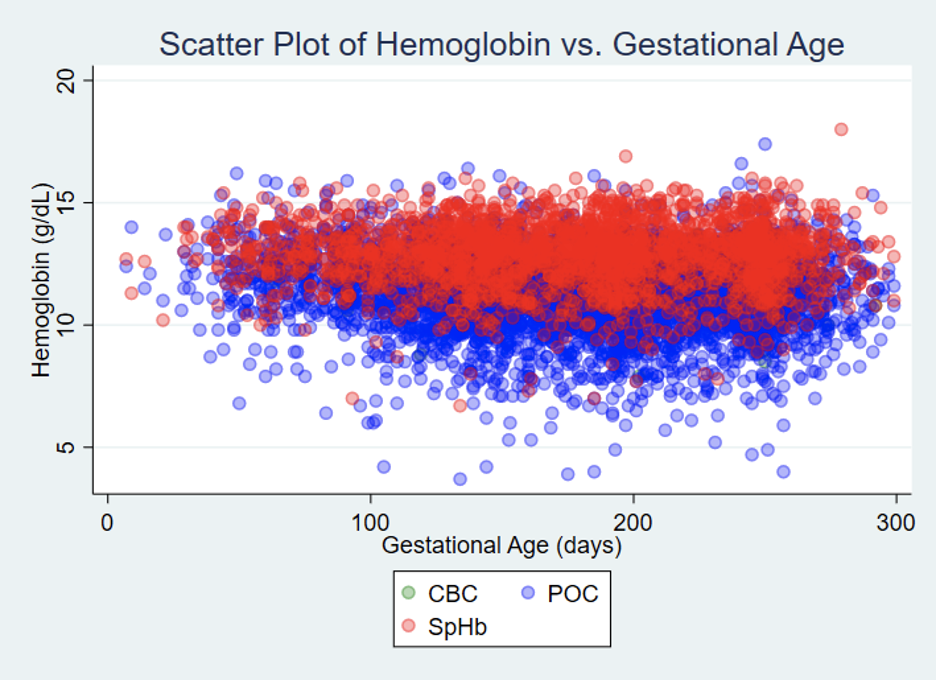 Scatter Plot of Hemoglobin vs. Gestational Age
20
15
10
5
Hemoglobin (g/dL)
0 100 200 300
Gestational Age (days)
CBC POC
SpHb